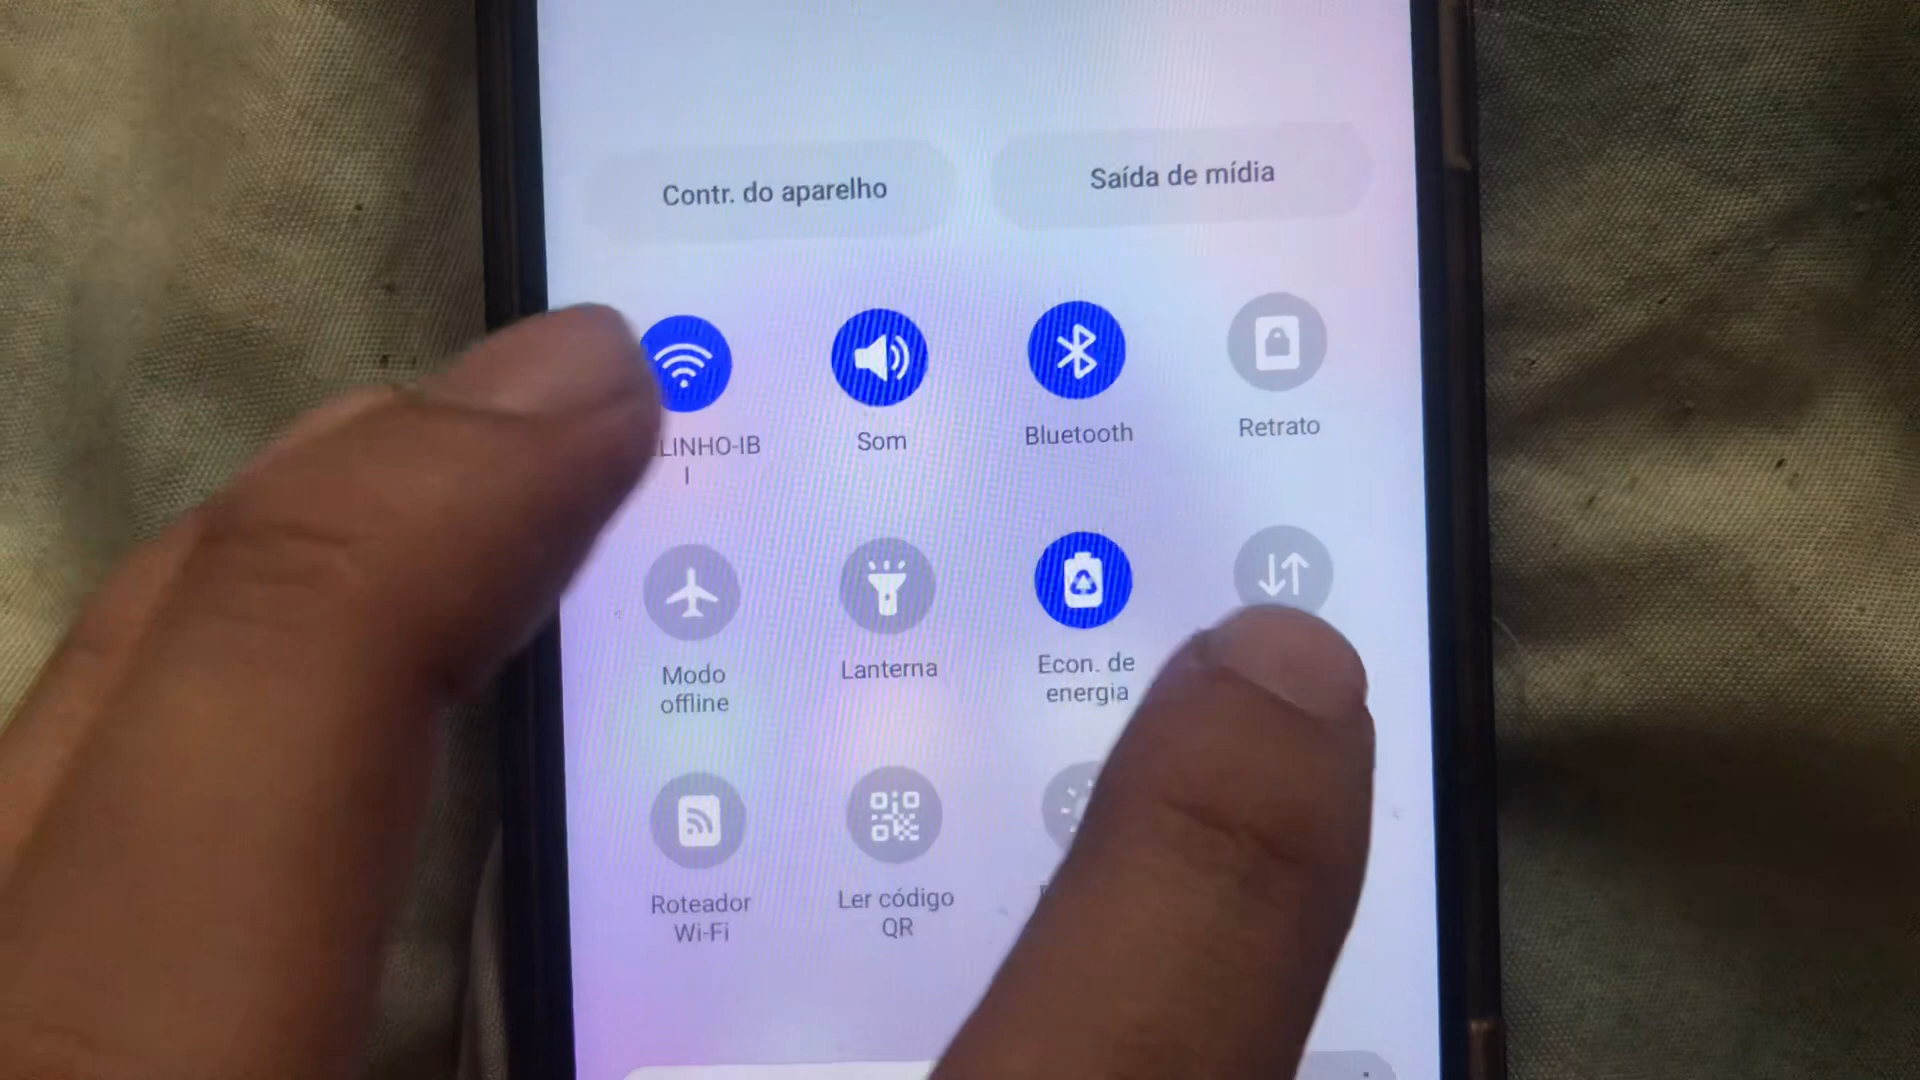 Contr. do aparelho
Saída de mídia
LINHO-IB
I
Som
Bluetooth
Retrato
Modo
offline
Lanterna
Econ. de
energia
Roteador
Wi-Fi
Ler código
QR